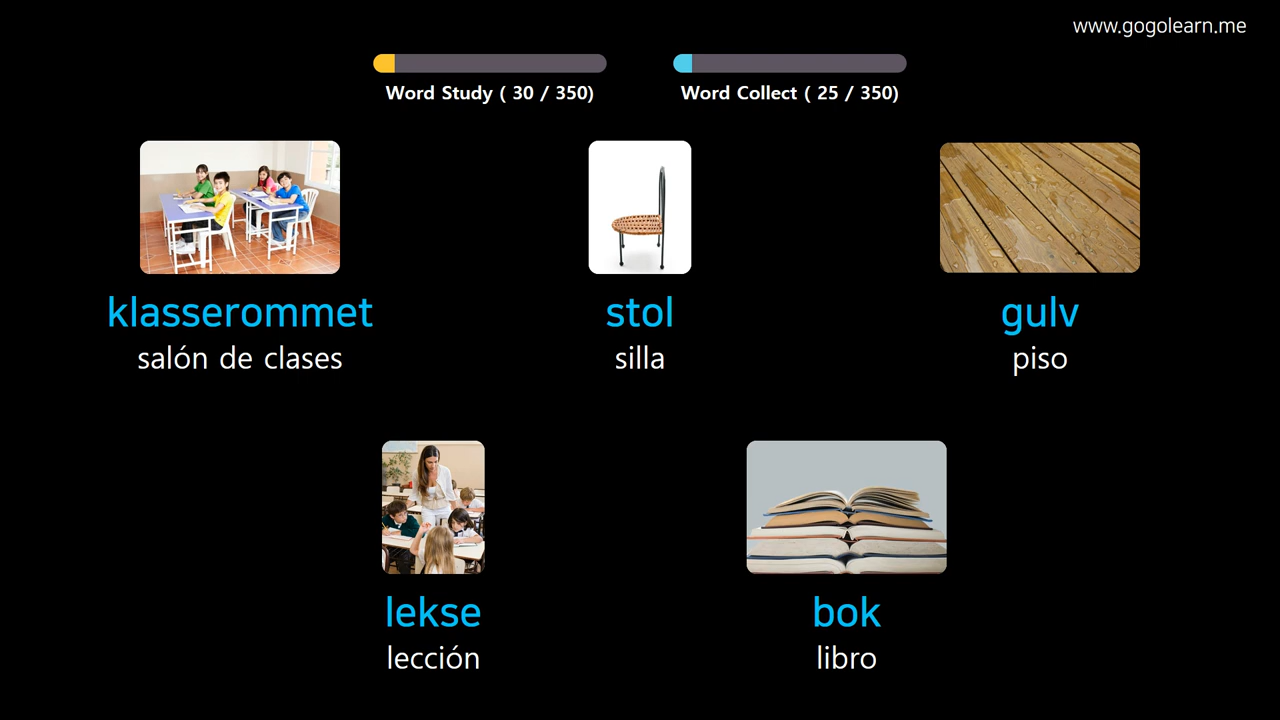 www.gogolearn.me
Word Study ( 30 / 350)
Word Collect ( 25 / 350)
klasserommet
salón de clases
stol
silla
gulv
piso
lekse
lección
bok
libro